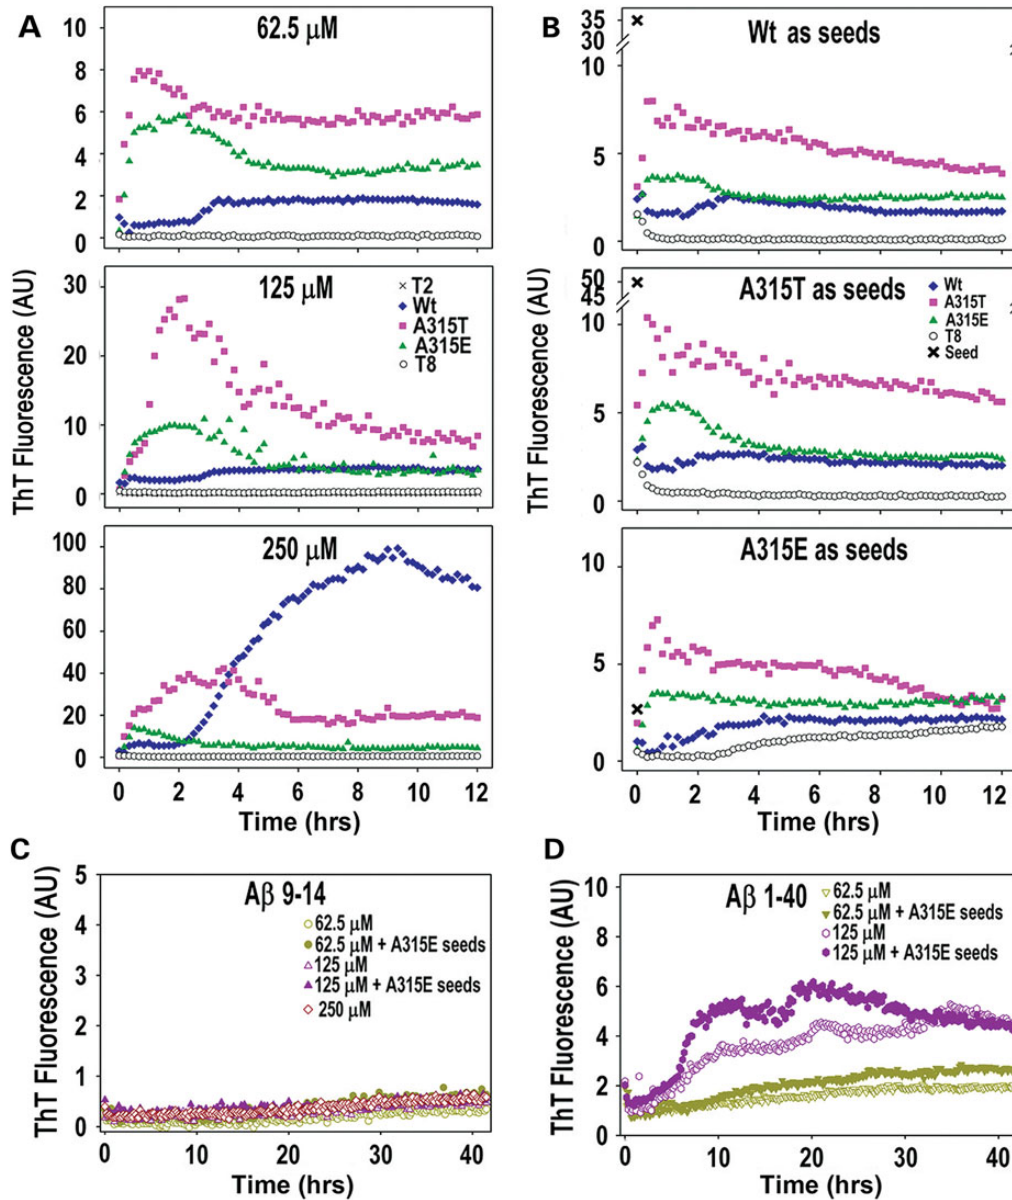 A
62.5 μM
10
8
6
4
2
0
125 μM
30
20
10
0
× T2
Wt
A315T
A315E
T8
250 μM
100
80
60
40
20
0
ThT Fluorescence (AU)
0 2 4 6 8 10 12
Time (hrs)
B
Wt as seeds
35
30
10
5
0
A315T as seeds
50
45
10
5
0
Wt
A315T
A315E
T8
Seed
A315E as seeds
10
5
0
ThT Fluorescence (AU)
0 2 4 6 8 10 12
Time (hrs)
C
Aβ 9-14
5
4
3
2
1
0
62.5 μM
62.5 μM + A315E seeds
125 μM
125 μM + A315E seeds
250 μM
ThT Fluorescence (AU)
0 10 20 30 40
Time (hrs)
D
Aβ 1-40
10
8
6
4
2
0
62.5 μM
62.5 μM + A315E seeds
125 μM
125 μM + A315E seeds
ThT Fluorescence (AU)
0 10 20 30 40
Time (hrs)